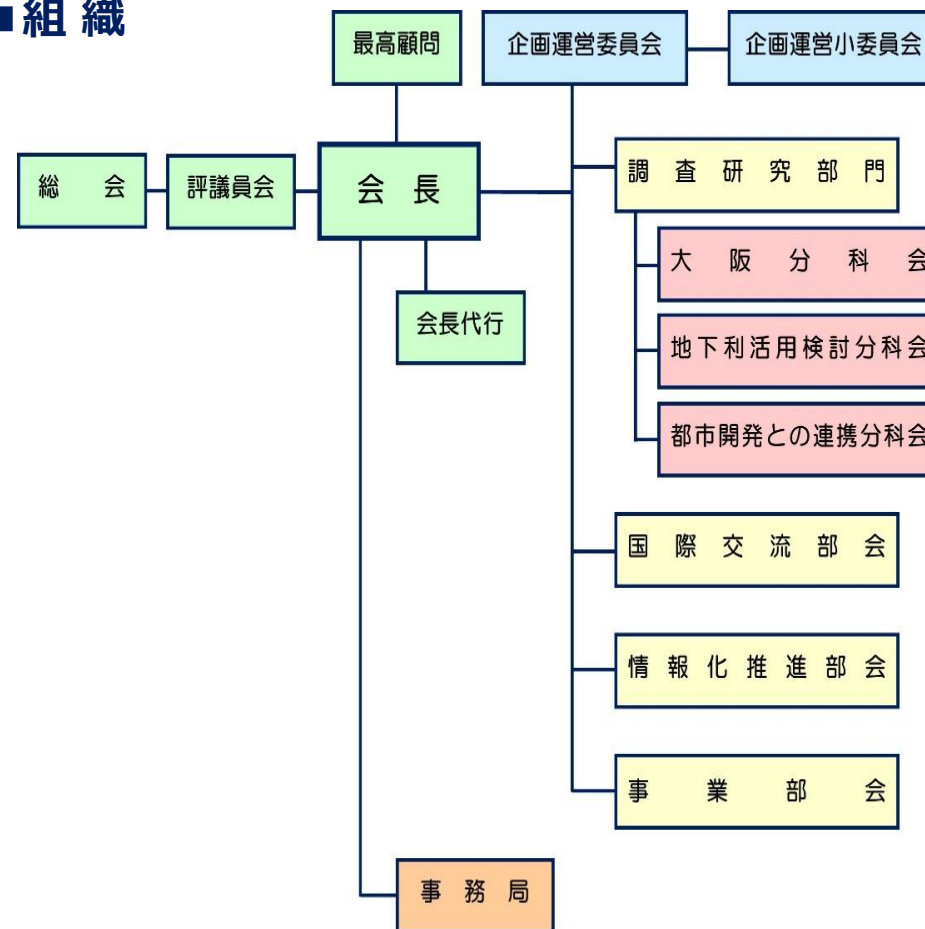 ■組織
最高顧問
企画運営委員会
企画運営小委員会
総会
評議員会
会長
会長代行
調査研究部門
大阪分科会
地下利活用検討分科会
都市開発との連携分科会
国際交流部会
情報化推進部会
事業部会
事務局